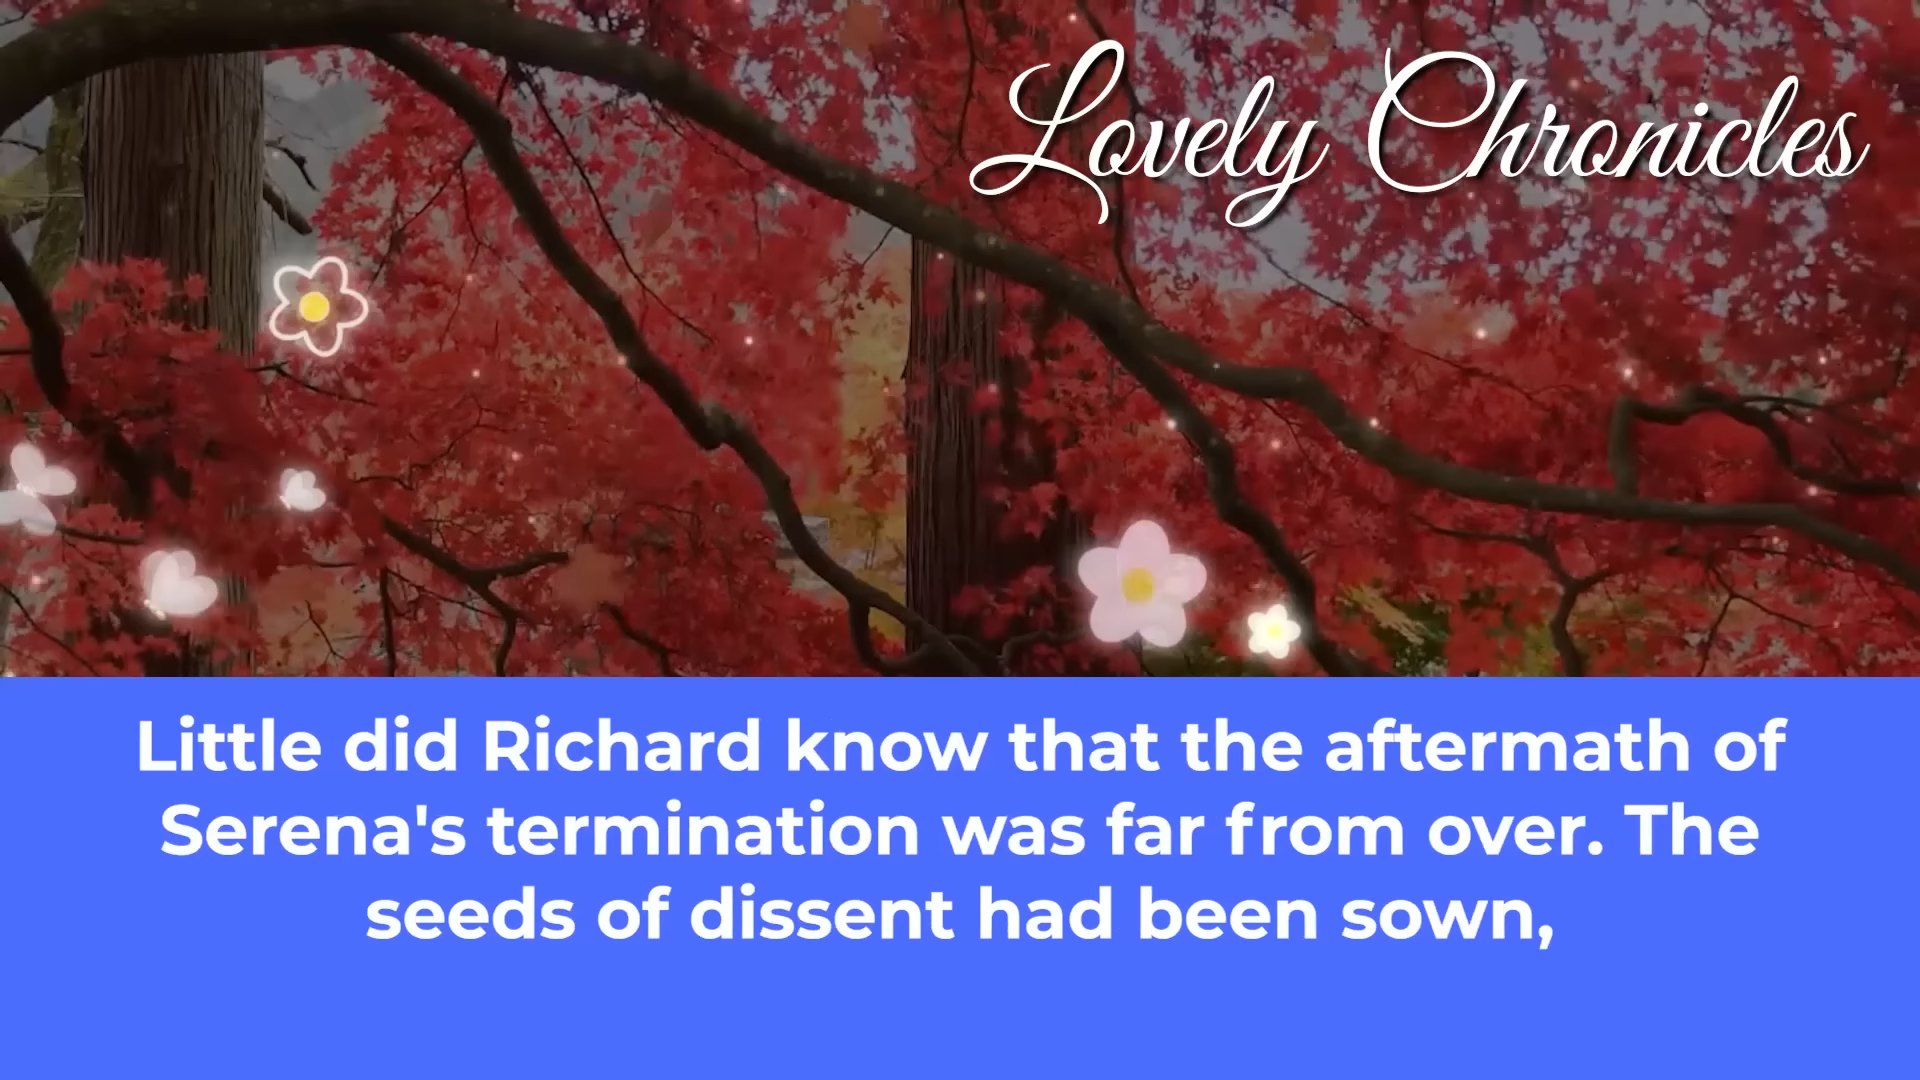 Lovely Chronicles
Little did Richard know that the aftermath of
Serena's termination was far from over. The
seeds of dissent had been sown,